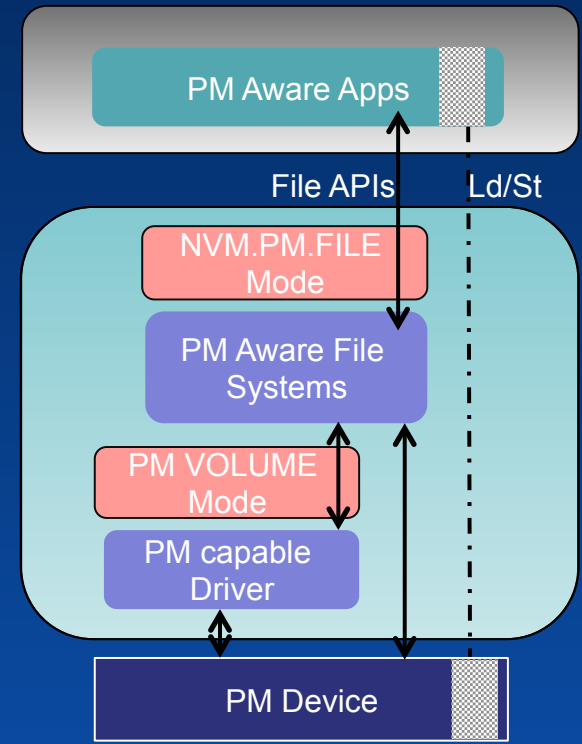 PM Aware Apps
File APIs
Ld/St
NVM.PM.FILE
Mode
PM Aware File
Systems
PM VOLUME
Mode
PM capable
Driver
PM Device